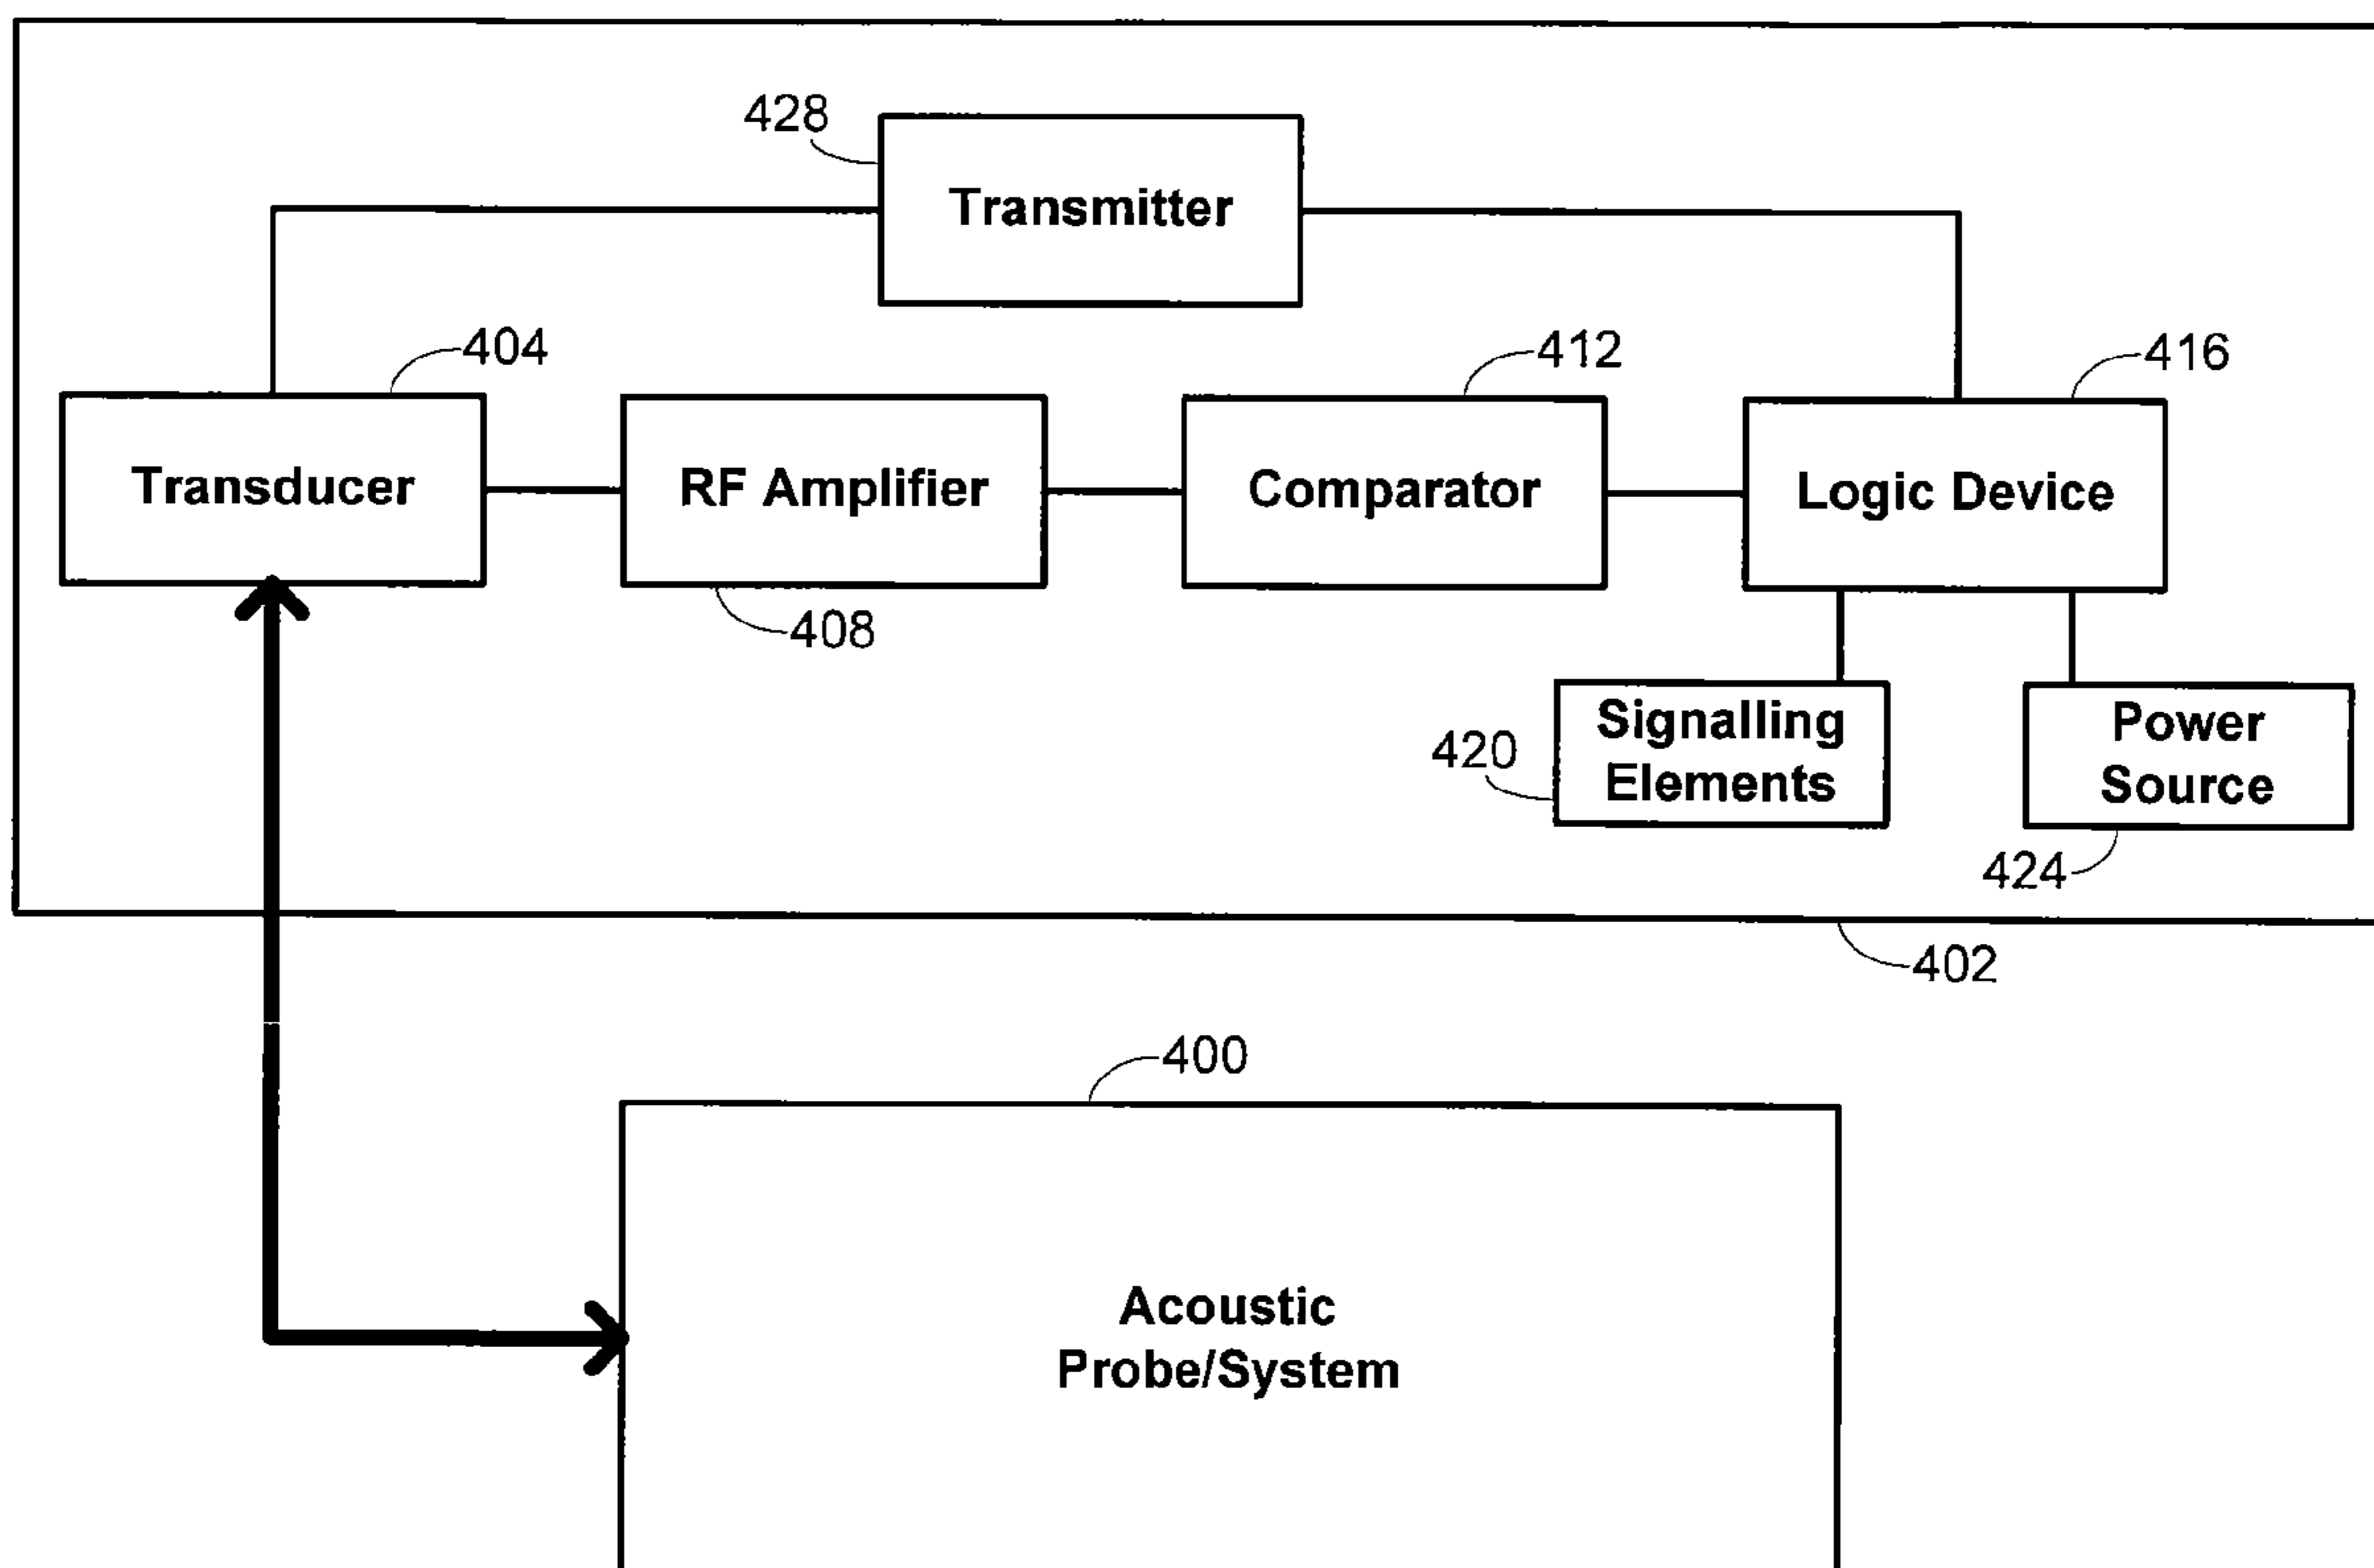 428
Transmitter
404
412
416
Transducer
RF Amplifier
Comparator
Logic Device
408
Signalling
Elements
420
Power
Source
424
402
400
Acoustic
Probe/System